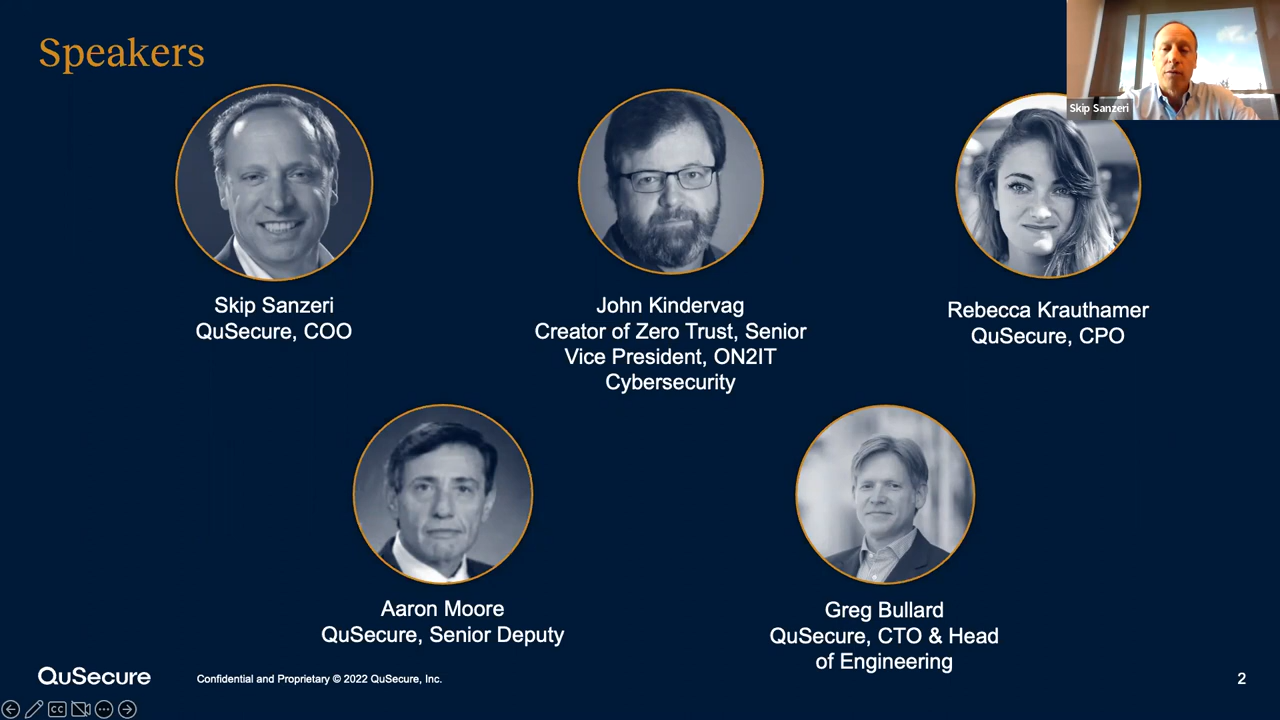 Speakers
Skip Sanzeri
Skip Sanzeri
QuSecure, COO
John Kindervag
Creator of Zero Trust, Senior
Vice President, ON2IT
Cybersecurity
Rebecca Krauthamer
QuSecure, CPO
Aaron Moore
QuSecure, Senior Deputy
Greg Bullard
QuSecure, CTO & Head
of Engineering
QuSecure
Confidential and Proprietary © 2022 QuSecure, Inc.
2
CC